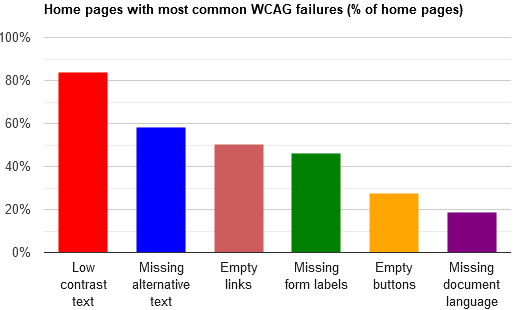 Home pages with most common WCAG failures (% of home pages)
100%
80%
60%
40%
20%
0%
Low
contrast
text
Missing
alternative
text
Empty
links
Missing
form labels
Empty
buttons
Missing
document
language